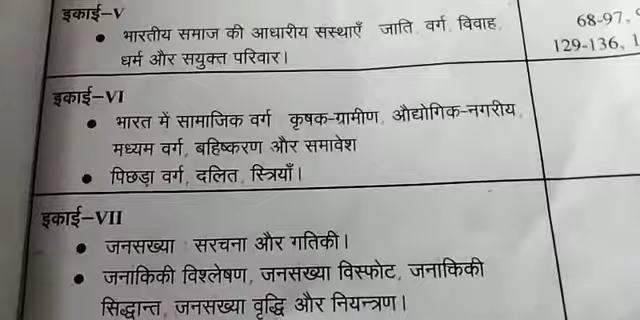 इकाई–V
• भारतीय समाज की आधारीय संस्थाएँ जाति, वर्ग, विवाह,
धर्म और सयुक्त परिवार।
68-97,
129-136,
इकाई–VI
• भारत में सामाजिक वर्ग कृषक-ग्रामीण, औद्योगिक-नगरीय,
मध्यम वर्ग, बहिष्करण और समावेश
• पिछड़ा वर्ग, दलित, स्त्रियाँ।
इकाई–VII
• जनसख्या : सरचना और गतिकी।
• जनाकिकी विश्लेषण, जनसख्या विस्फोट, जनाकिकी
सिद्धान्त, जनसख्या वृद्धि और नियन्त्रण।